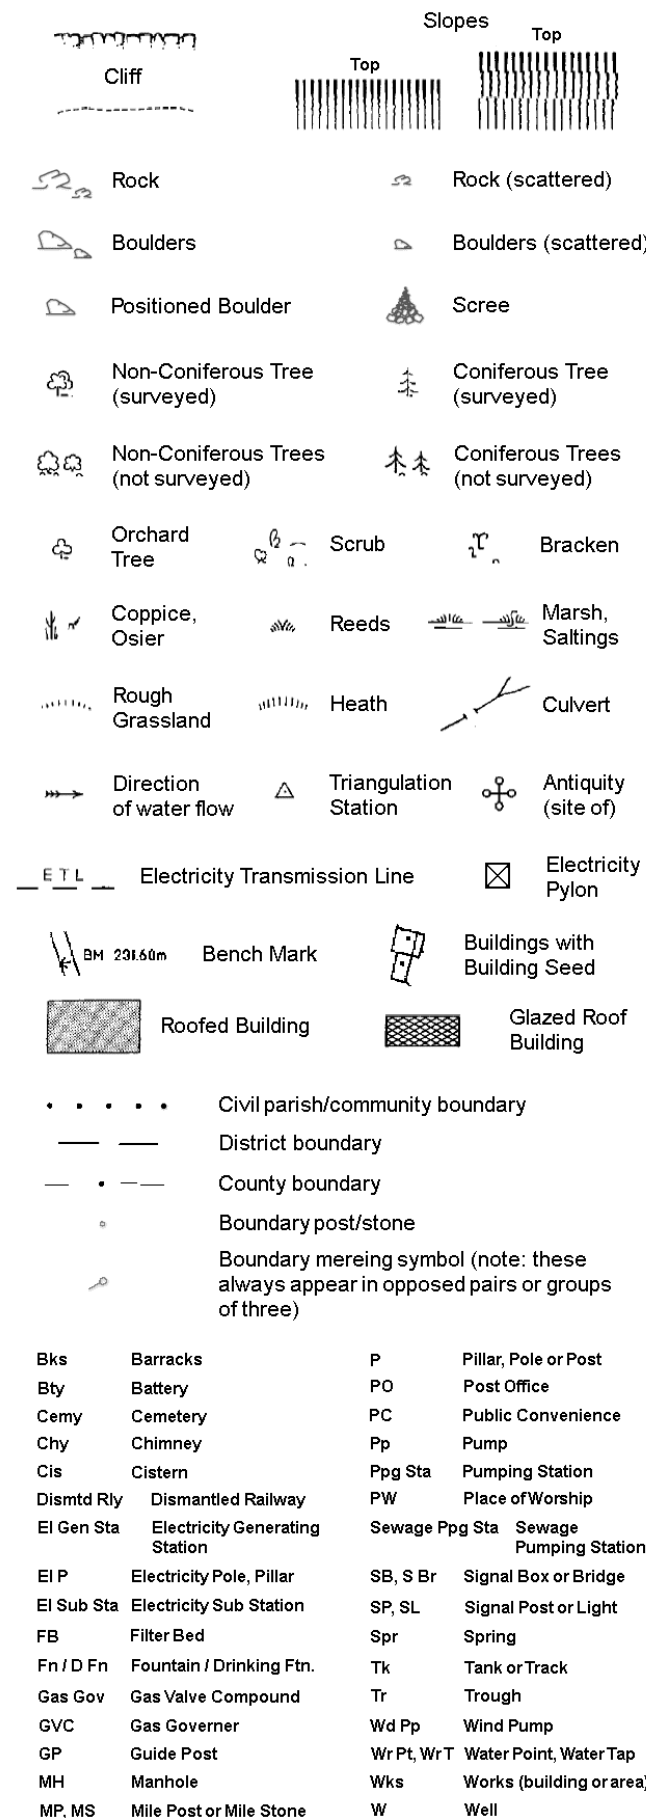 Slopes
Top
Top
Cliff
Rock
Rock (scattered)
Boulders
Boulders (scattered)
Positioned Boulder
Scree
Non-Coniferous Tree
(surveyed)
Coniferous Tree
(surveyed)
Non-Coniferous Trees
(not surveyed)
Coniferous Trees
(not surveyed)
Orchard
Tree
Scrub
Bracken
Coppice,
Osier
Reeds
Marsh,
Saltings
Rough
Grassland
Heath
Culvert
Direction
of water flow
Triangulation
Station
Antiquity
(site of)
E T L
Electricity Transmission Line
Electricity
Pylon
BM 231.60m
Bench Mark
Buildings with
Building Seed
Roofed Building
Glazed Roof
Building
Civil parish/community boundary
District boundary
County boundary
Boundary post/stone
Boundary mereing symbol (note: these
always appear in opposed pairs or groups
of three)
Bks Barracks
P Pillar, Pole or Post
Bty Battery
PO Post Office
Cemy Cemetery
PC Public Convenience
Chy Chimney
Pp Pump
Cis Cistern
Ppg Sta Pumping Station
Dismtd Rly Dismantled Railway
PW Place of Worship
El Gen Sta Electricity Generating
Station
Sewage Ppg Sta Sewage
Pumping Station
El P Electricity Pole, Pillar
SB, S Br Signal Box or Bridge
El Sub Sta Electricity Sub Station
SP, SL Signal Post or Light
FB Filter Bed
Spr Spring
Fn / D Fn Fountain / Drinking Ftn.
Tk Tank or Track
Gas Gov Gas Valve Compound
Tr Trough
GVC Gas Governer
Wd Pp Wind Pump
GP Guide Post
Wr Pt, Wr T Water Point, Water Tap
MH Manhole
Wks Works (building or area)
MP, MS Mile Post or Mile Stone
W Well